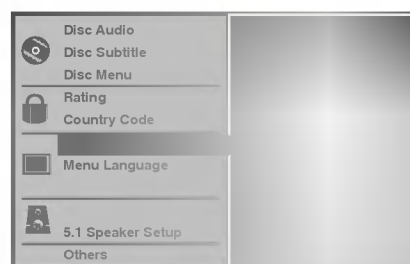 Disc Audio
Disc Subtitle
Disc Menu
Rating
Country Code
Menu Language
5.1 Speaker Setup
Others